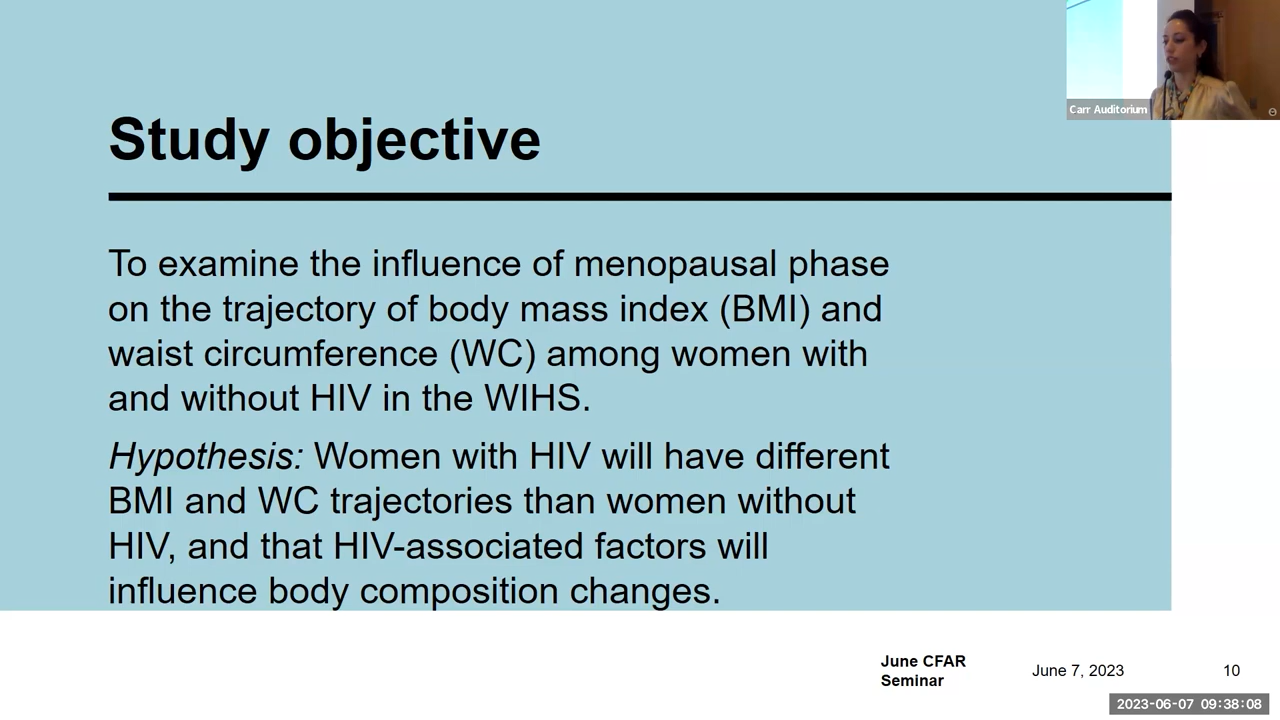 Carr Auditorium
Study objective
To examine the influence of menopausal phase
on the trajectory of body mass index (BMI) and
waist circumference (WC) among women with
and without HIV in the WIHS.
Hypothesis: Women with HIV will have different
BMI and WC trajectories than women without
HIV, and that HIV-associated factors will
influence body composition changes.
June CFAR
Seminar
June 7, 2023
10
2023-06-07 09:38:08